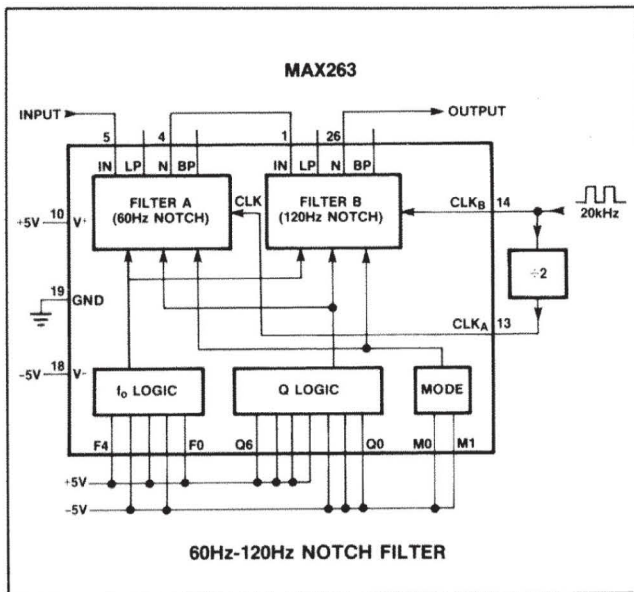 MAX263
INPUT
OUTPUT
5
4
1
26
IN LP N BP
IN LP N BP
FILTER A
(60Hz NOTCH)
CLK
FILTER B
(120Hz NOTCH)
CLKB
14
20kHz
+5V
10
V+
÷2
19
GND
CLKA
13
-5V
18
V-
fo LOGIC
Q LOGIC
MODE
F4
F0
Q6
Q0
M0
M1
+5V
-5V
60Hz-120Hz NOTCH FILTER